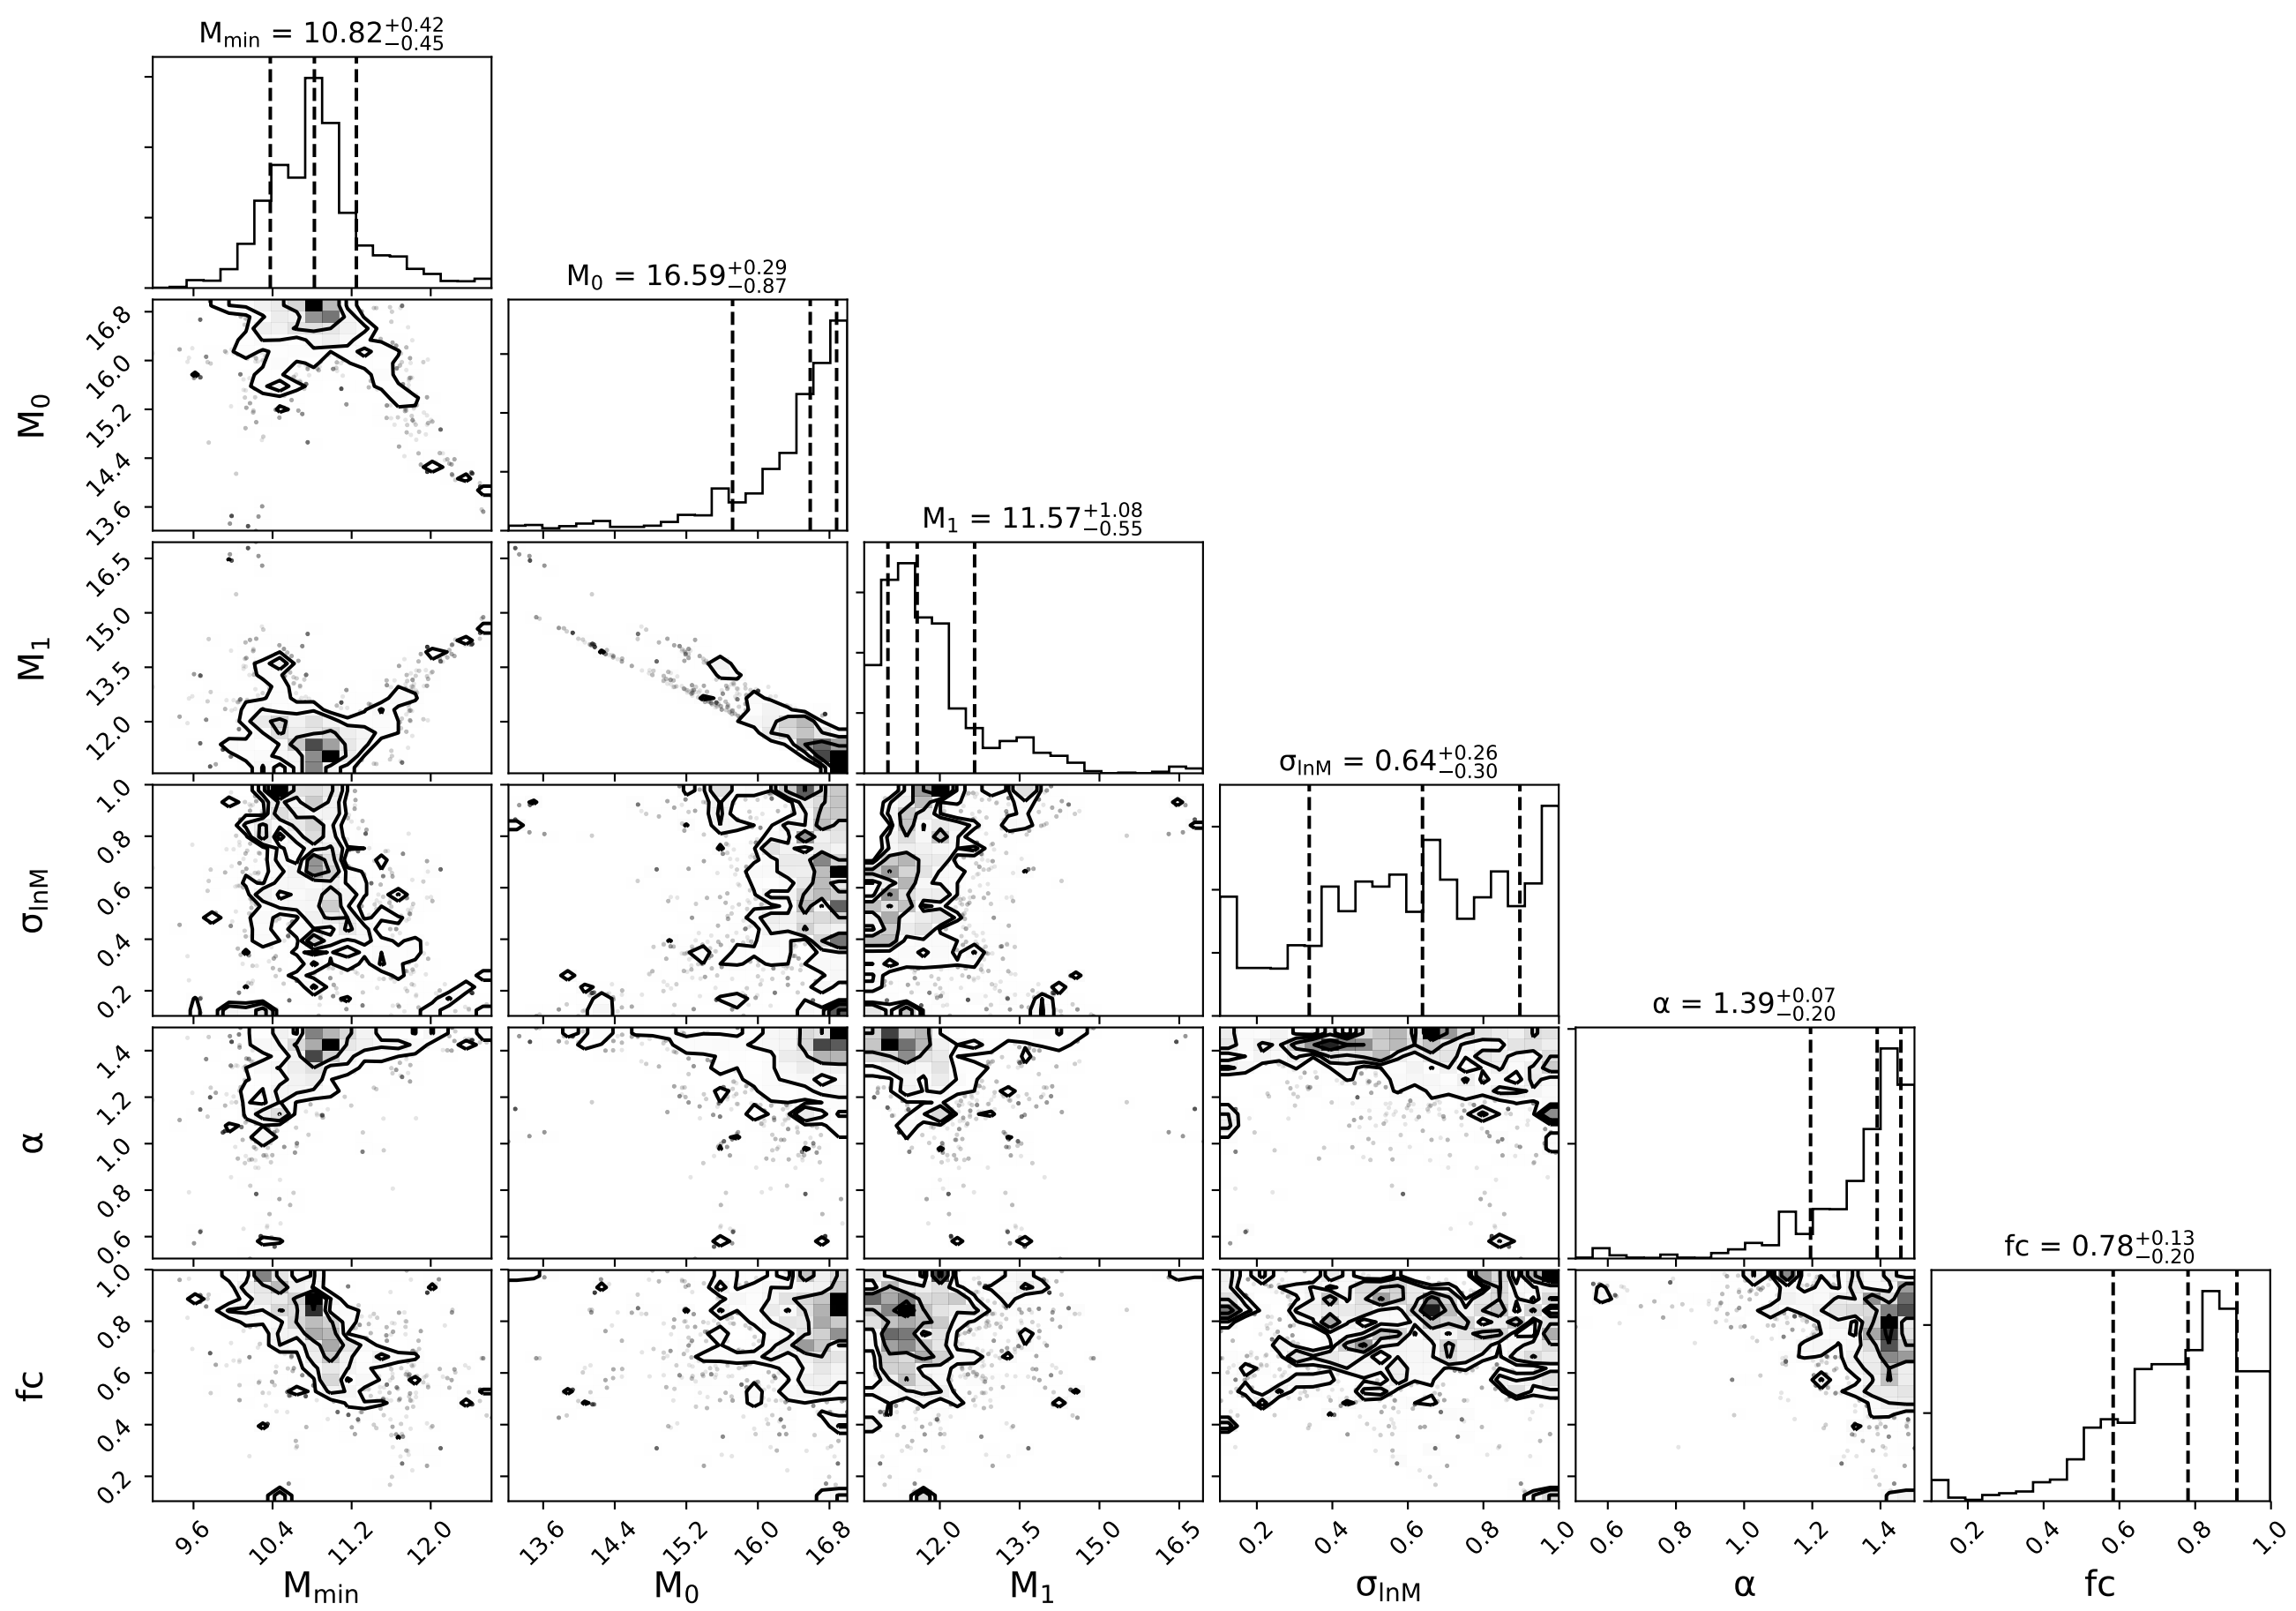 M_min = 10.82 +0.42 −0.45
M_0 = 16.59 +0.29 −0.87
M_1 = 11.57 +1.08 −0.55
σ_lnM = 0.64 +0.26 −0.30
α = 1.39 +0.07 −0.20
fc = 0.78 +0.13 −0.20
M_0
16.8
16.0
15.2
14.4
13.6
M_1
16.5
15.0
13.5
12.0
σ_lnM
1.0
0.8
0.6
0.4
0.2
α
1.4
1.2
1.0
0.8
0.6
fc
1.0
0.8
0.6
0.4
0.2
9.6 10.4 11.2 12.0
13.6 14.4 15.2 16.0 16.8
12.0 13.5 15.0 16.5
0.2 0.4 0.6 0.8 1.0
0.6 0.8 1.0 1.2 1.4
0.2 0.4 0.6 0.8 1.0
M_min M_0 M_1 σ_lnM α fc